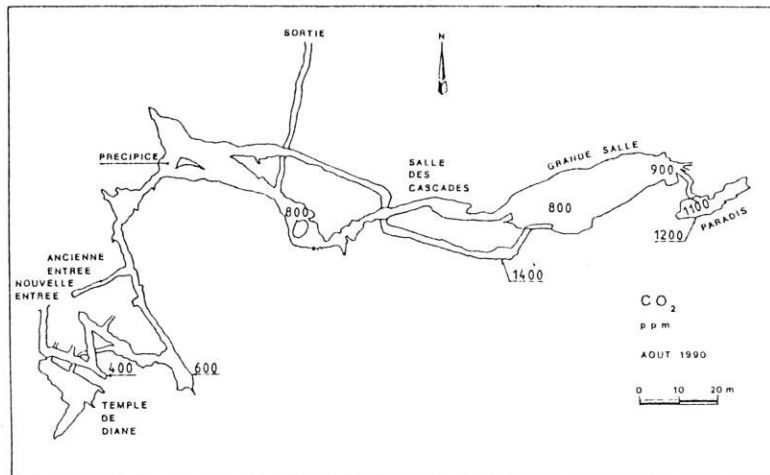 SORTIE
N
PRECIPICE
SALLE
DES
CASCADES
GRANDE SALLE
900
800
800
1100
1200
PARADIS
1400
ANCIENNE
ENTREE
NOUVELLE
ENTREE
CO2
ppm
AOUT 1990
400
600
0 10 20 m
TEMPLE
DE
DIANE